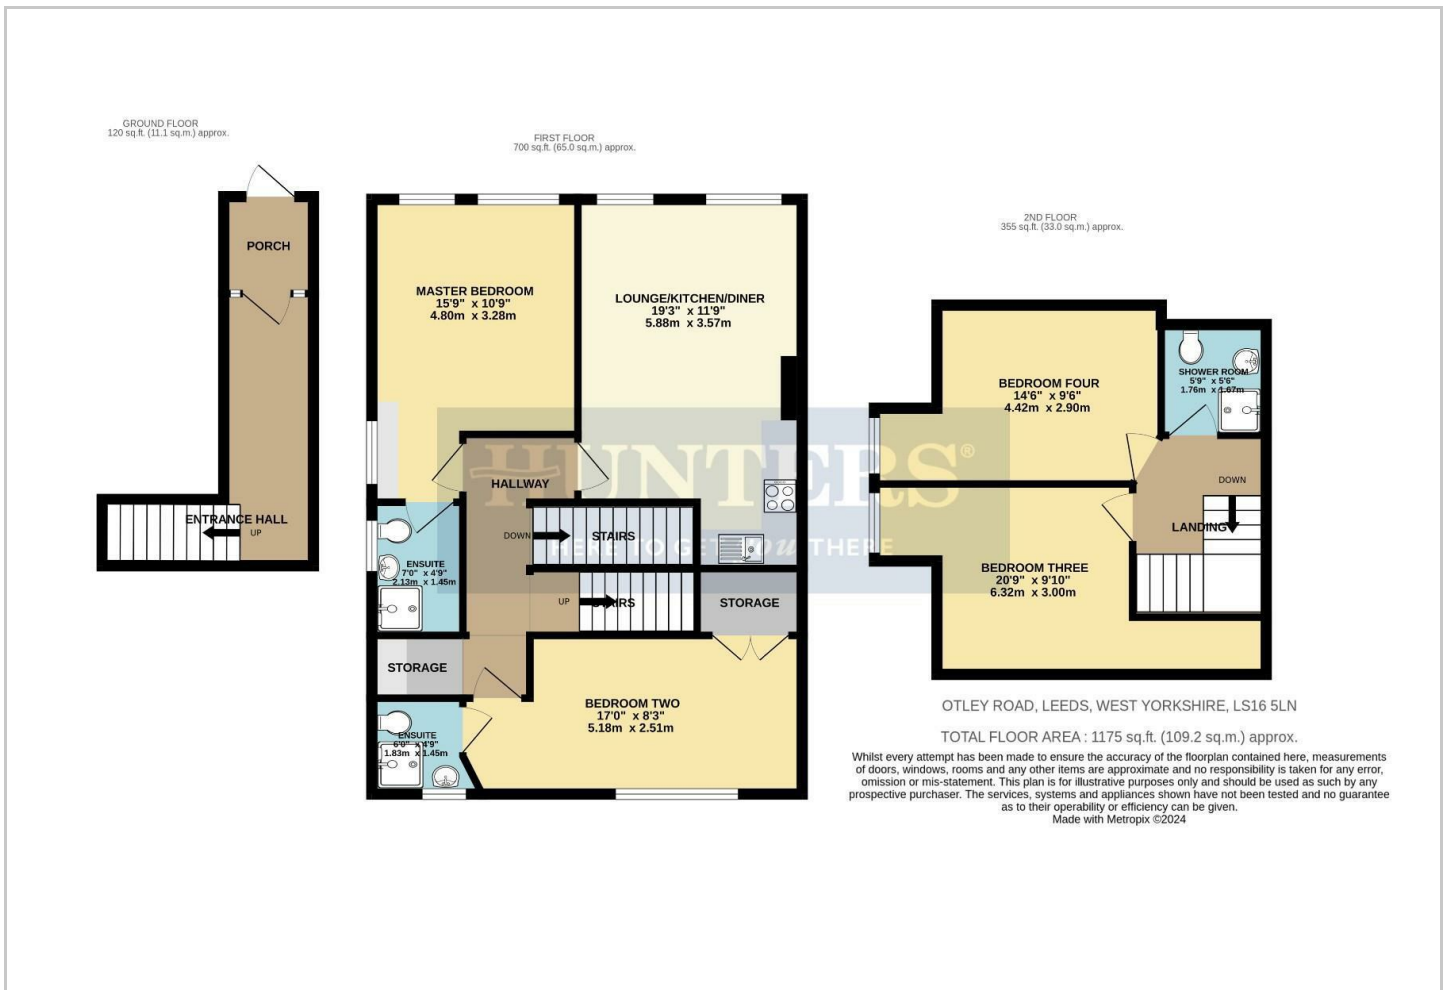 GROUND FLOOR
120 sq.ft. (11.1 sq.m.) approx.
PORCH
ENTRANCE HALL
UP
FIRST FLOOR
700 sq.ft. (65.0 sq.m.) approx.
MASTER BEDROOM
15'9" x 10'9"
4.80m x 3.28m
LOUNGE/KITCHEN/DINER
19'3" x 11'9"
5.88m x 3.57m
HALLWAY
DOWN
STAIRS
ENSUITE
7'0" x 4'9"
2.13m x 1.45m
UP
STAIRS
STORAGE
STORAGE
BEDROOM TWO
17'0" x 8'3"
5.18m x 2.51m
ENSUITE
6'0" x 4'9"
1.83m x 1.45m
HUNTERS®
HERE TO GET you THERE
2ND FLOOR
355 sq.ft. (33.0 sq.m.) approx.
BEDROOM FOUR
14'6" x 9'6"
4.42m x 2.90m
SHOWER ROOM
5'9" x 5'6"
1.76m x 1.67m
DOWN
LANDING
BEDROOM THREE
20'9" x 9'10"
6.32m x 3.00m
OTLEY ROAD, LEEDS, WEST YORKSHIRE, LS16 5LN
TOTAL FLOOR AREA : 1175 sq.ft. (109.2 sq.m.) approx.
Whilst every attempt has been made to ensure the accuracy of the floorplan contained here, measurements
of doors, windows, rooms and any other items are approximate and no responsibility is taken for any error,
omission or mis-statement. This plan is for illustrative purposes only and should be used as such by any
prospective purchaser. The services, systems and appliances shown have not been tested and no guarantee
as to their operability or efficiency can be given.
Made with Metropix ©2024